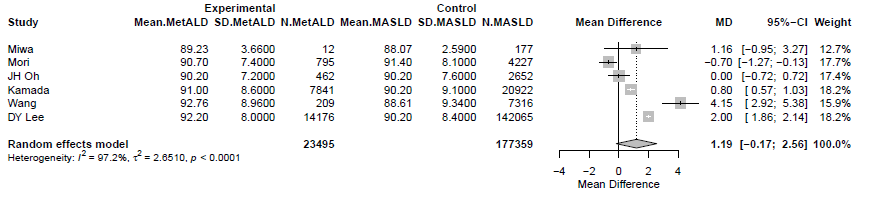 Experimental Control
Study Mean.MetALD SD.MetALD N.MetALD Mean.MASLD SD.MASLD N.MASLD Mean Difference MD 95%−CI Weight
Miwa 89.23 3.6600 12 88.07 2.5900 177 1.16 [−0.95; 3.27] 12.7%
Mori 90.70 7.4000 795 91.40 8.1000 4227 −0.70 [−1.27; −0.13] 17.7%
JH Oh 90.20 7.2000 462 90.20 7.6000 2652 0.00 [−0.72; 0.72] 17.4%
Kamada 91.00 8.6000 7841 90.20 9.1000 20922 0.80 [ 0.57; 1.03] 18.2%
Wang 92.76 8.9600 209 88.61 9.3400 7316 4.15 [ 2.92; 5.38] 15.9%
DY Lee 92.20 8.0000 14176 90.20 8.4000 142065 2.00 [ 1.86; 2.14] 18.2%
Random effects model 23495 177359 1.19 [−0.17; 2.56] 100.0%
Heterogeneity: I² = 97.2%, τ² = 2.6510, p < 0.0001
−4 −2 0 2 4
Mean Difference